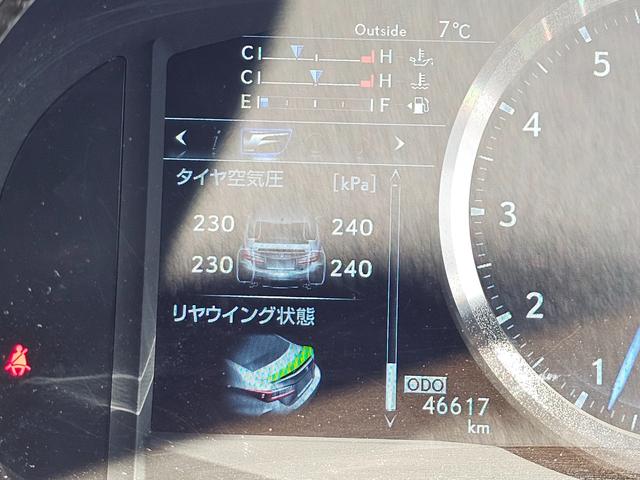 Outside 7°C
C H
C H
E F
タイヤ空気圧 [kPa]
230 240
230 240
リヤウイング状態
ODO
46617
km
5
4
3
2
1